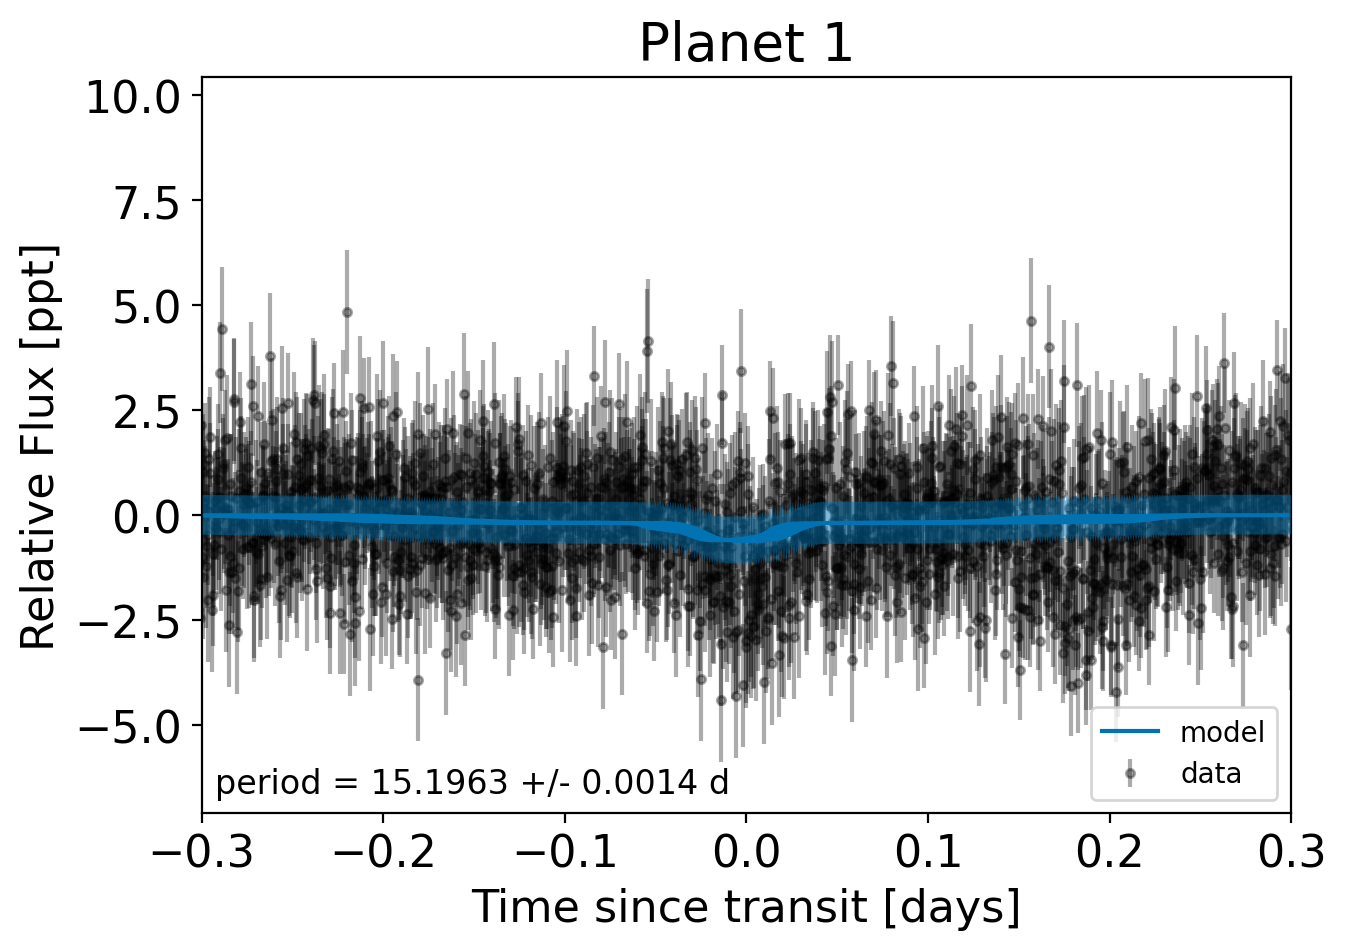 Planet 1
10.0
7.5
5.0
2.5
0.0
−2.5
−5.0
Relative Flux [ppt]
model
data
period = 15.1963 +/- 0.0014 d
−0.3 −0.2 −0.1 0.0 0.1 0.2 0.3
Time since transit [days]